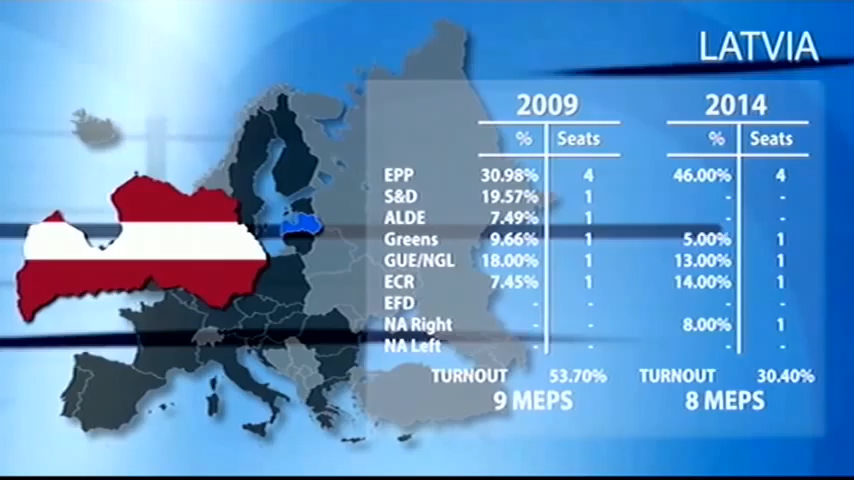 LATVIA
2009 2014
% Seats % Seats
EPP 30.98% 4 46.00% 4
S&D 19.57% 1 - -
ALDE 7.49% 1 - -
Greens 9.66% 1 5.00% 1
GUE/NGL 18.00% 1 13.00% 1
ECR 7.45% 1 14.00% 1
EFD - - - -
NA Right - - 8.00% 1
NA Left - - - -
TURNOUT 53.70% TURNOUT 30.40%
9 MEPS 8 MEPS